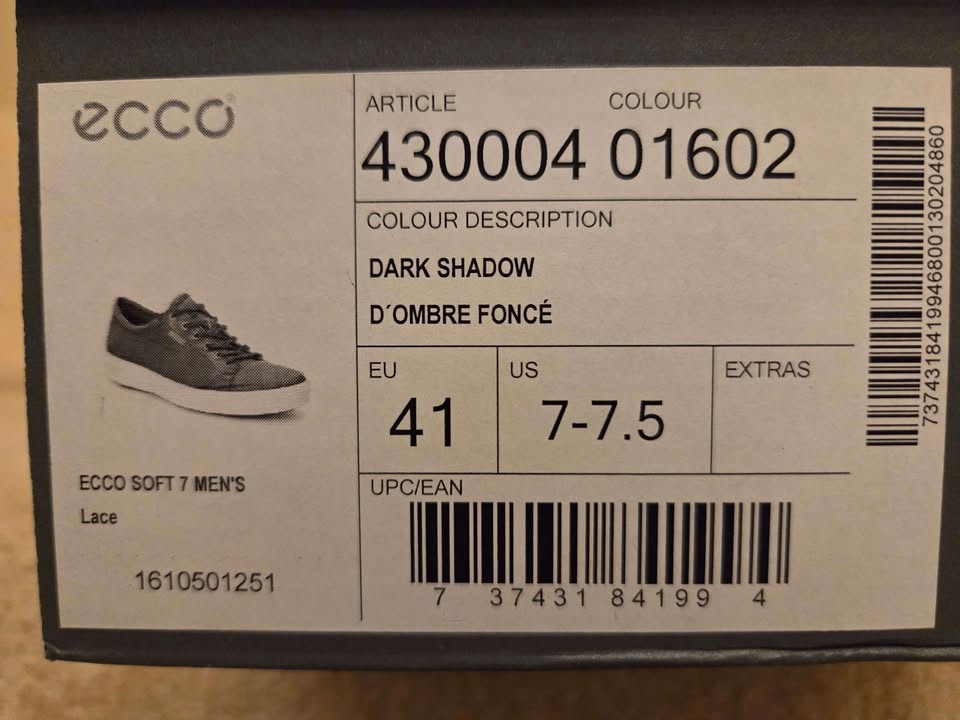 ecco
ARTICLE COLOUR
430004 01602
COLOUR DESCRIPTION
DARK SHADOW
D´OMBRE FONCÉ
EU US EXTRAS
41 7-7.5
ECCO SOFT 7 MEN'S
Lace
1610501251
UPC/EAN
7 37431 84199 4
7374318419946800130204860